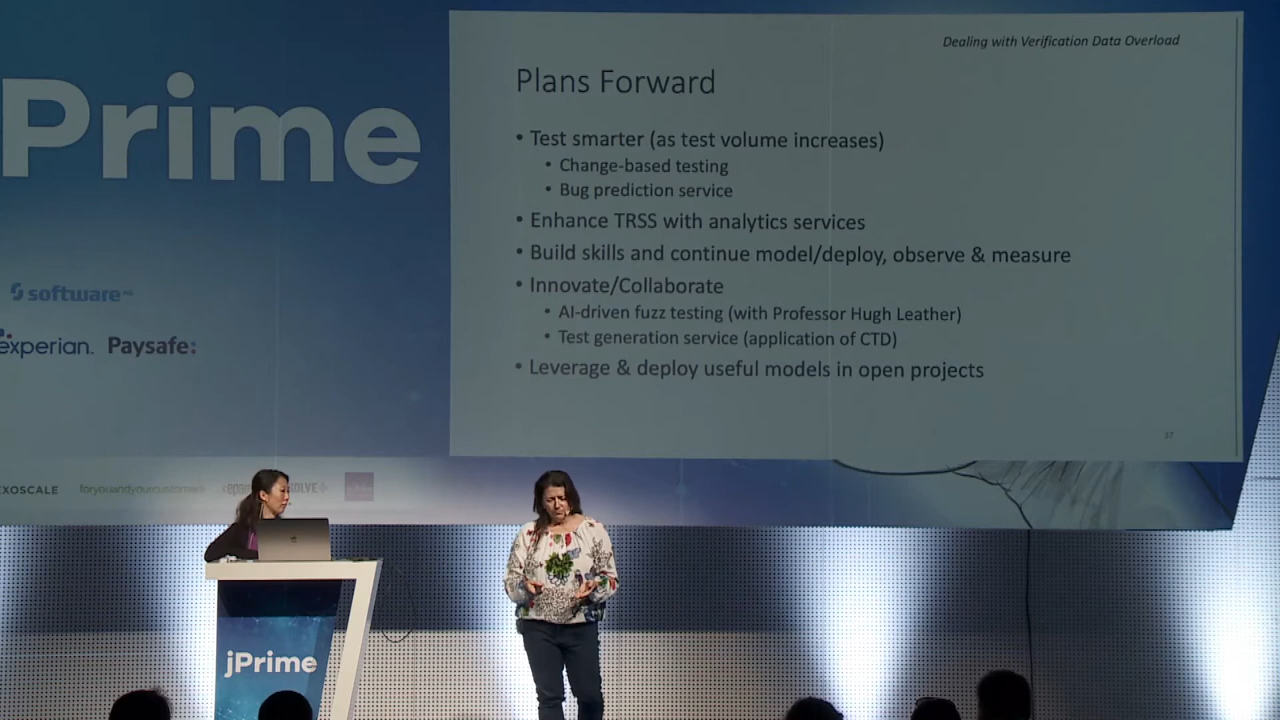 Dealing with Verification Data Overload
Plans Forward
• Test smarter (as test volume increases)
• Change-based testing
• Bug prediction service
• Enhance TRSS with analytics services
• Build skills and continue model/deploy, observe & measure
• Innovate/Collaborate
• AI-driven fuzz testing (with Professor Hugh Leather)
• Test generation service (application of CTD)
• Leverage & deploy useful models in open projects
37
Prime
software AG
experian. Paysafe:
EXOSCALE foryouandyourcustomers
jPrime